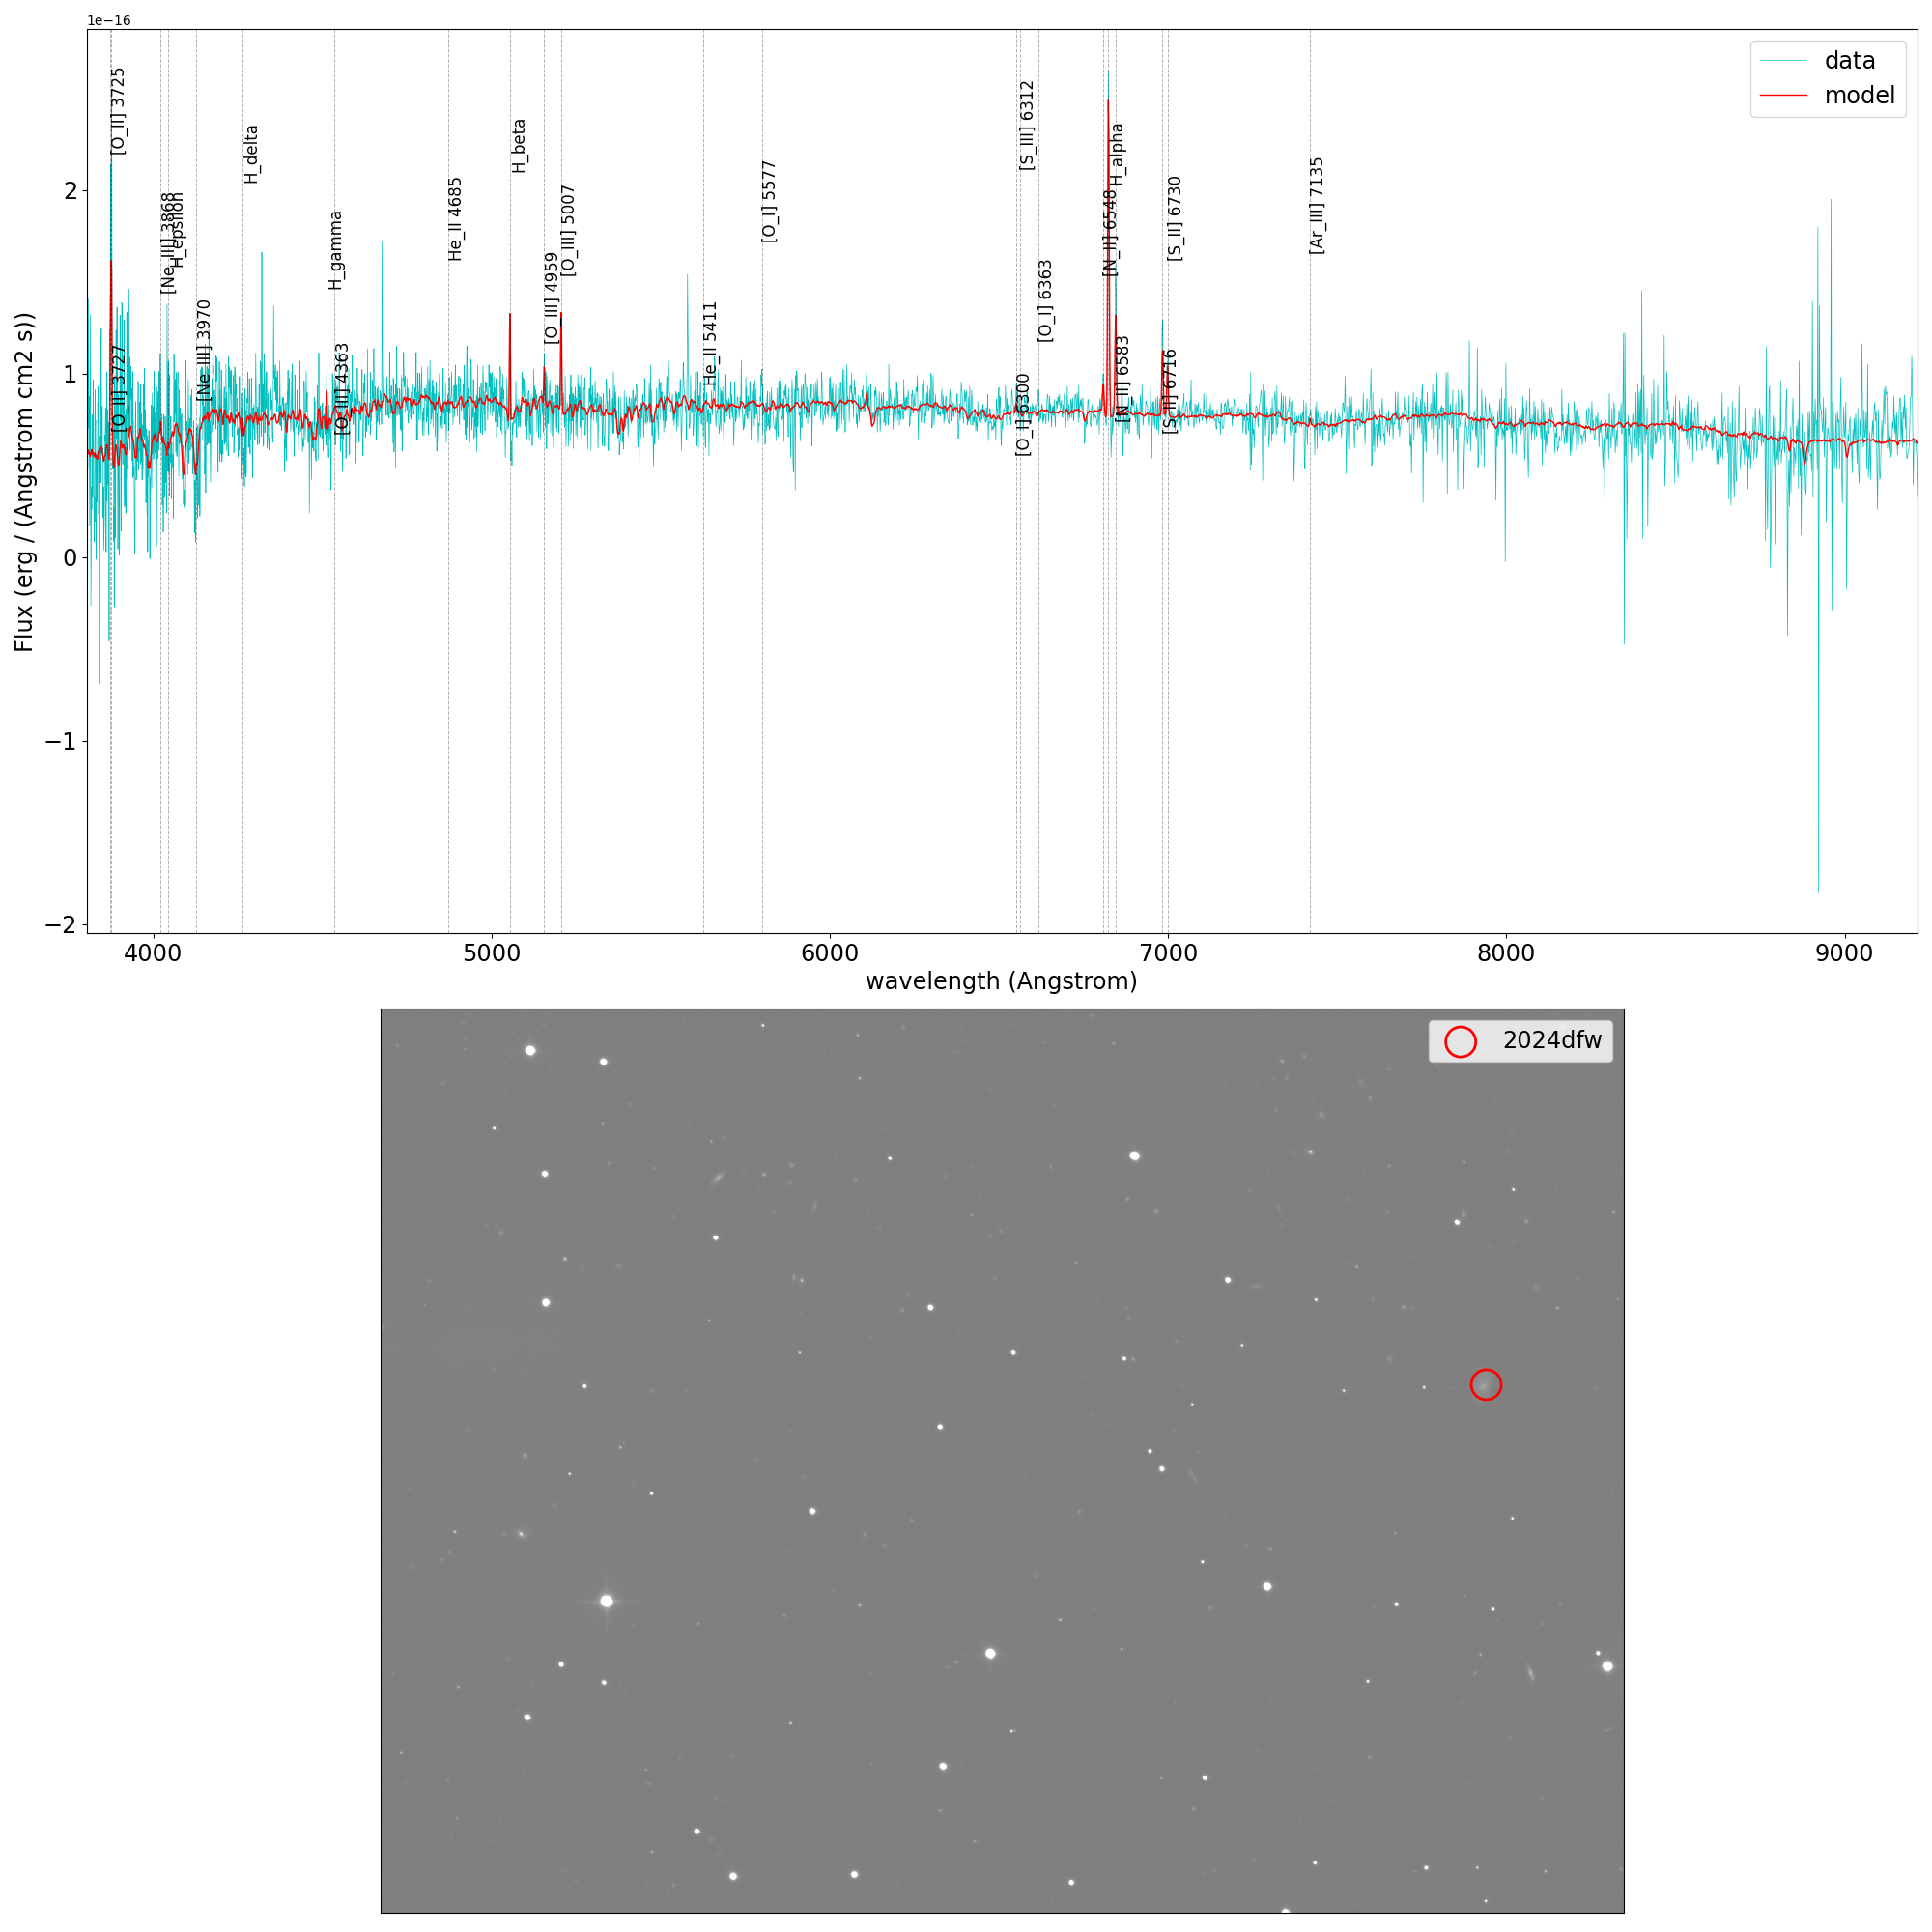 1e−16
data
model
[O_II] 3725
[O_II] 3727
[Ne_III] 3868
H_epsilon
[Ne_III] 3970
H_delta
H_gamma
[O_III] 4363
He_II 4685
H_beta
[O_III] 4959
[O_III] 5007
He_II 5411
[O_I] 5577
[O_I] 6300
[S_III] 6312
[O_I] 6363
[N_II] 6548
H_alpha
[N_II] 6583
[S_II] 6716
[S_II] 6730
[Ar_III] 7135
2
1
0
−1
−2
Flux (erg / (Angstrom cm2 s))
4000 5000 6000 7000 8000 9000
wavelength (Angstrom)
2024dfw